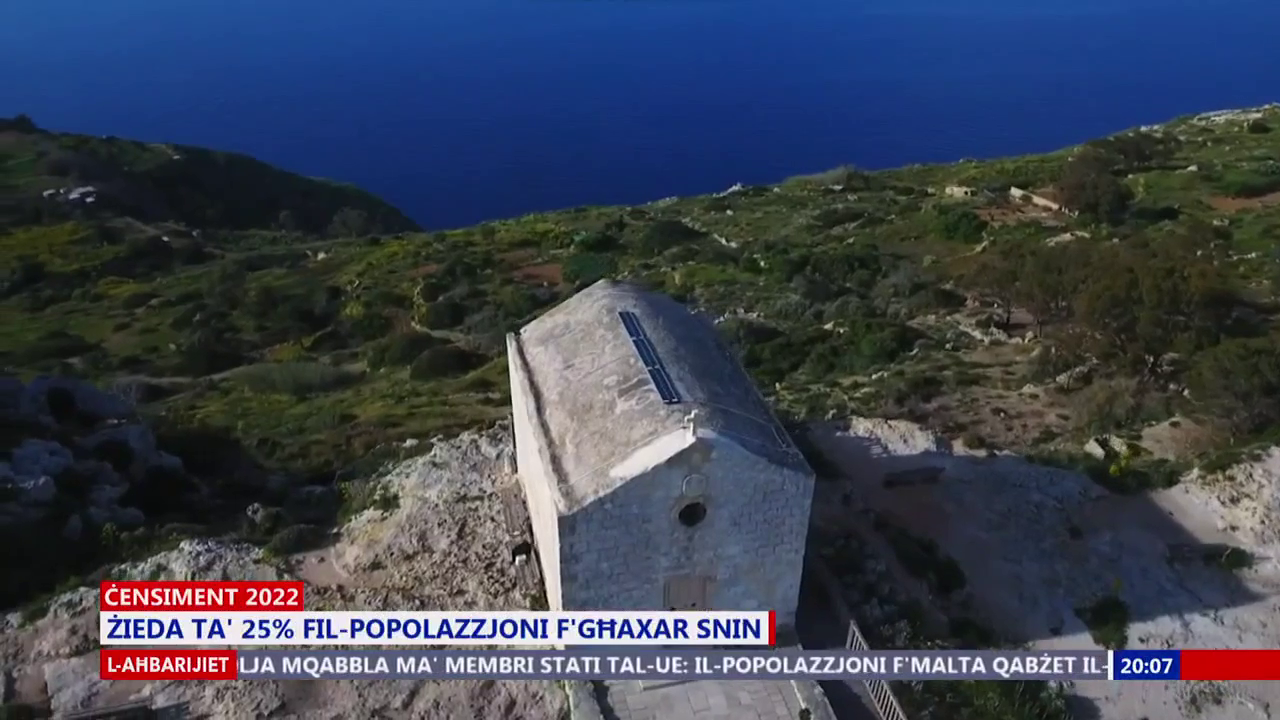 ĊENSIMENT 2022
ŻIEDA TA' 25% FIL-POPOLAZZJONI F'GĦAXAR SNIN
L-AĦBARIJIET LJA MQABBLA MA' MEMBRI STATI TAL-UE: IL-POPOLAZZJONI F'MALTA QABŻET IL- 20:07